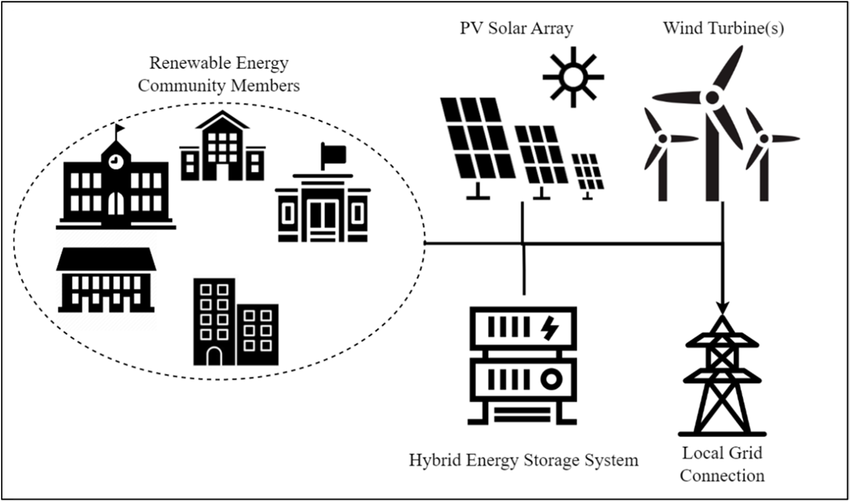 Renewable Energy
Community Members
PV Solar Array
Wind Turbine(s)
Hybrid Energy Storage System
Local Grid
Connection